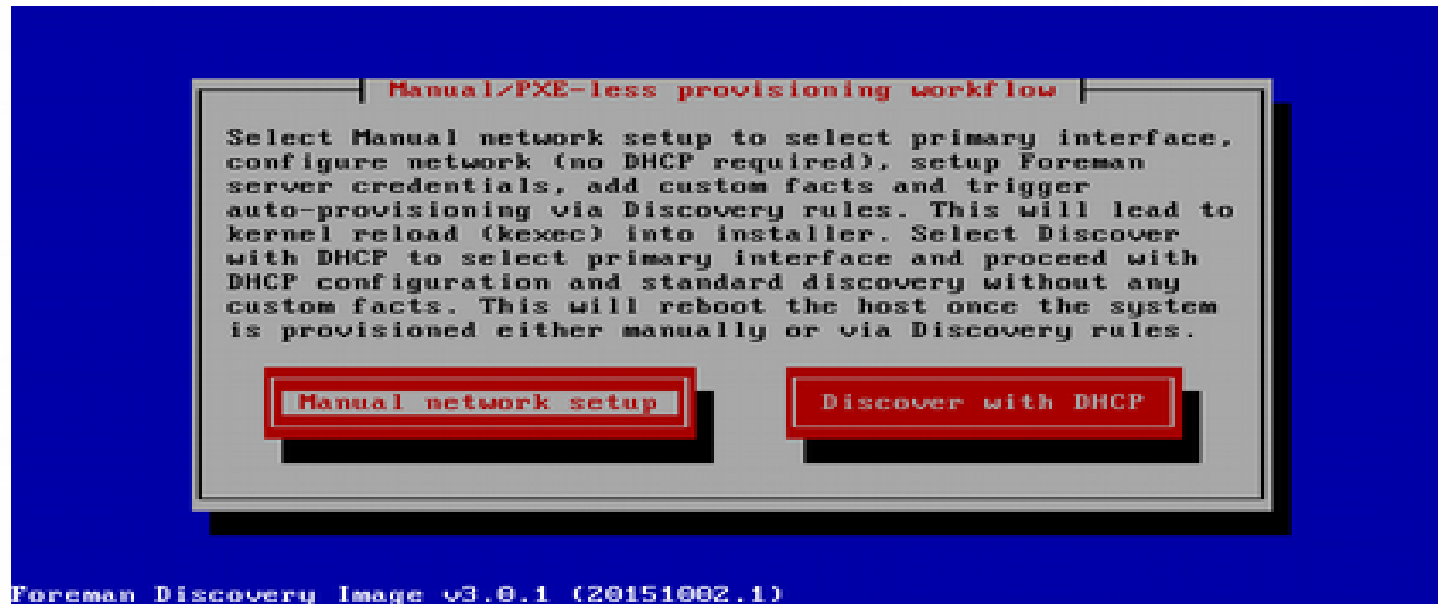 Manual/PXE-less provisioning workflow
Select Manual network setup to select primary interface,
configure network (no DHCP required), setup Foreman
server credentials, add custom facts and trigger
auto-provisioning via Discovery rules. This will lead to
kernel reload (kexec) into installer. Select Discover
with DHCP to select primary interface and proceed with
DHCP configuration and standard discovery without any
custom facts. This will reboot the host once the system
is provisioned either manually or via Discovery rules.
Manual network setup
Discover with DHCP
Foreman Discovery Image v3.0.1 (20151002.1)